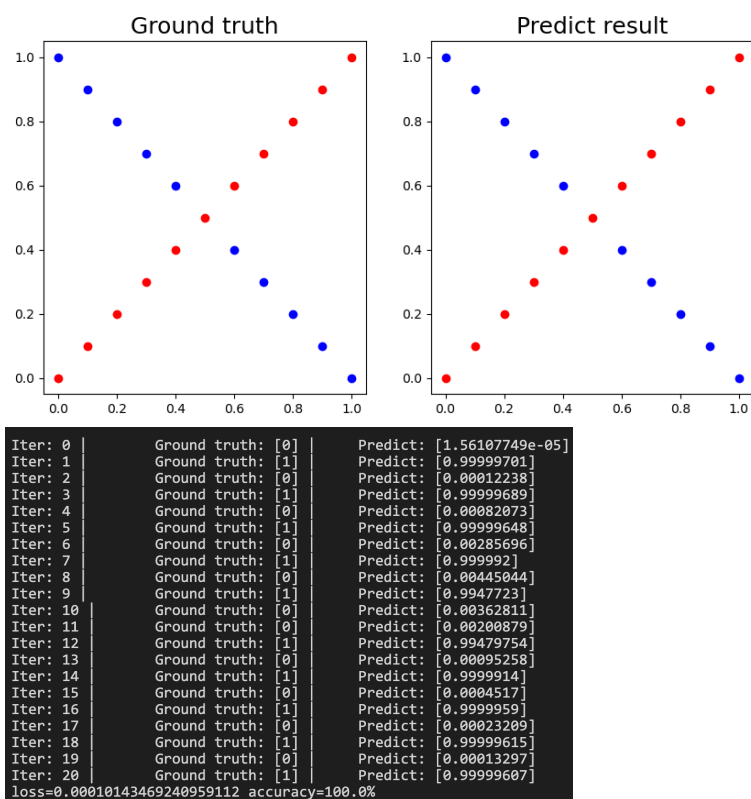 Ground truth
Predict result
1.0
0.8
0.6
0.4
0.2
0.0
0.0 0.2 0.4 0.6 0.8 1.0
1.0
0.8
0.6
0.4
0.2
0.0
0.0 0.2 0.4 0.6 0.8 1.0
Iter: 0 | Ground truth: [0] | Predict: [1.56107749e-05]
Iter: 1 | Ground truth: [1] | Predict: [0.99999701]
Iter: 2 | Ground truth: [0] | Predict: [0.00012238]
Iter: 3 | Ground truth: [1] | Predict: [0.99999689]
Iter: 4 | Ground truth: [0] | Predict: [0.00082073]
Iter: 5 | Ground truth: [1] | Predict: [0.99999648]
Iter: 6 | Ground truth: [0] | Predict: [0.00285696]
Iter: 7 | Ground truth: [1] | Predict: [0.999992]
Iter: 8 | Ground truth: [0] | Predict: [0.00445044]
Iter: 9 | Ground truth: [1] | Predict: [0.9947723]
Iter: 10 | Ground truth: [0] | Predict: [0.00362811]
Iter: 11 | Ground truth: [0] | Predict: [0.00200879]
Iter: 12 | Ground truth: [1] | Predict: [0.99479754]
Iter: 13 | Ground truth: [0] | Predict: [0.00095258]
Iter: 14 | Ground truth: [1] | Predict: [0.9999914]
Iter: 15 | Ground truth: [0] | Predict: [0.0004517]
Iter: 16 | Ground truth: [1] | Predict: [0.9999959]
Iter: 17 | Ground truth: [0] | Predict: [0.00023209]
Iter: 18 | Ground truth: [1] | Predict: [0.99999615]
Iter: 19 | Ground truth: [0] | Predict: [0.00013297]
Iter: 20 | Ground truth: [1] | Predict: [0.99999607]
loss=0.00010143469240959112 accuracy=100.0%